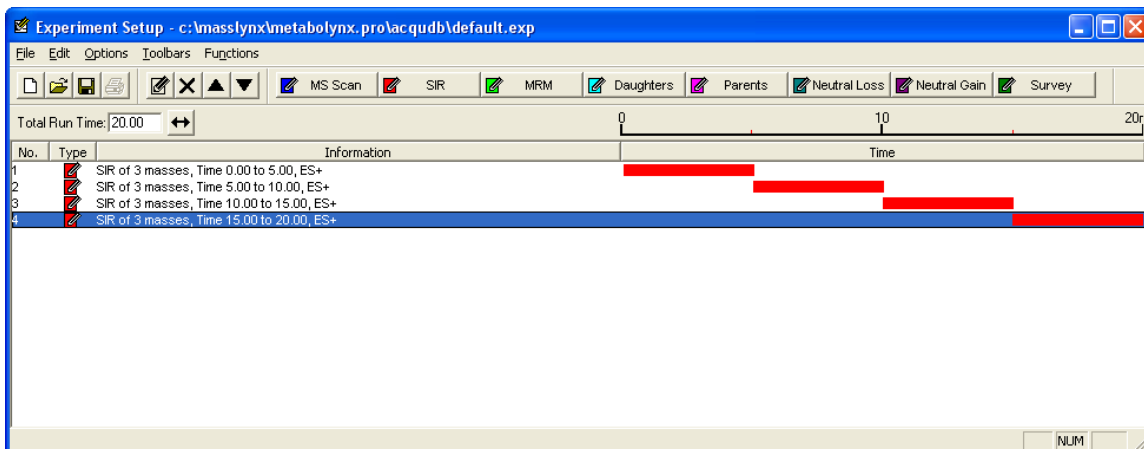 Experiment Setup - c:\masslynx\metabolynx.pro\acqudb\default.exp
File Edit Options Toolbars Functions
MS Scan SIR MRM Daughters Parents Neutral Loss Neutral Gain Survey
Total Run Time: 20.00 0 10 20
No. Type Information Time
1 SIR of 3 masses, Time 0.00 to 5.00, ES+
2 SIR of 3 masses, Time 5.00 to 10.00, ES+
3 SIR of 3 masses, Time 10.00 to 15.00, ES+
4 SIR of 3 masses, Time 15.00 to 20.00, ES+
NUM